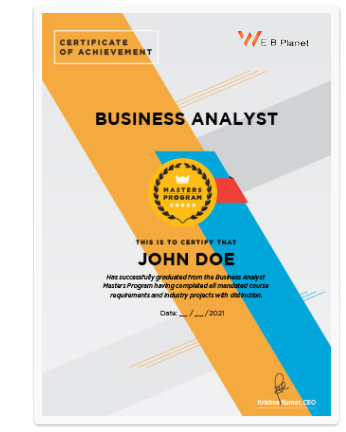 CERTIFICATE
OF ACHIEVEMENT
WEB Planet
BUSINESS ANALYST
MASTERS
PROGRAM
THIS IS TO CERTIFY THAT
JOHN DOE
Has successfully graduated from the Business Analyst
Masters Program having completed all mandated course
requirements and industry projects with distinction.
Date: __ / __ /2021
Krishna Kumar, CEO